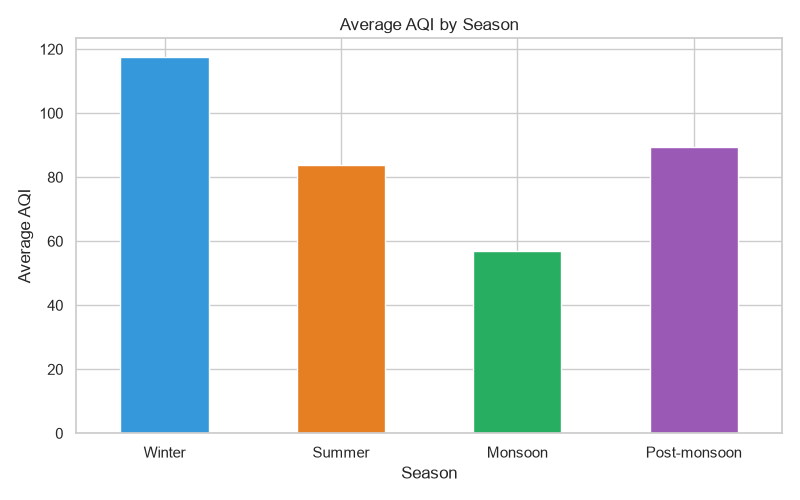 Average AQI by Season
Average AQI
120
100
80
60
40
20
0
Winter
Summer
Monsoon
Post-monsoon
Season